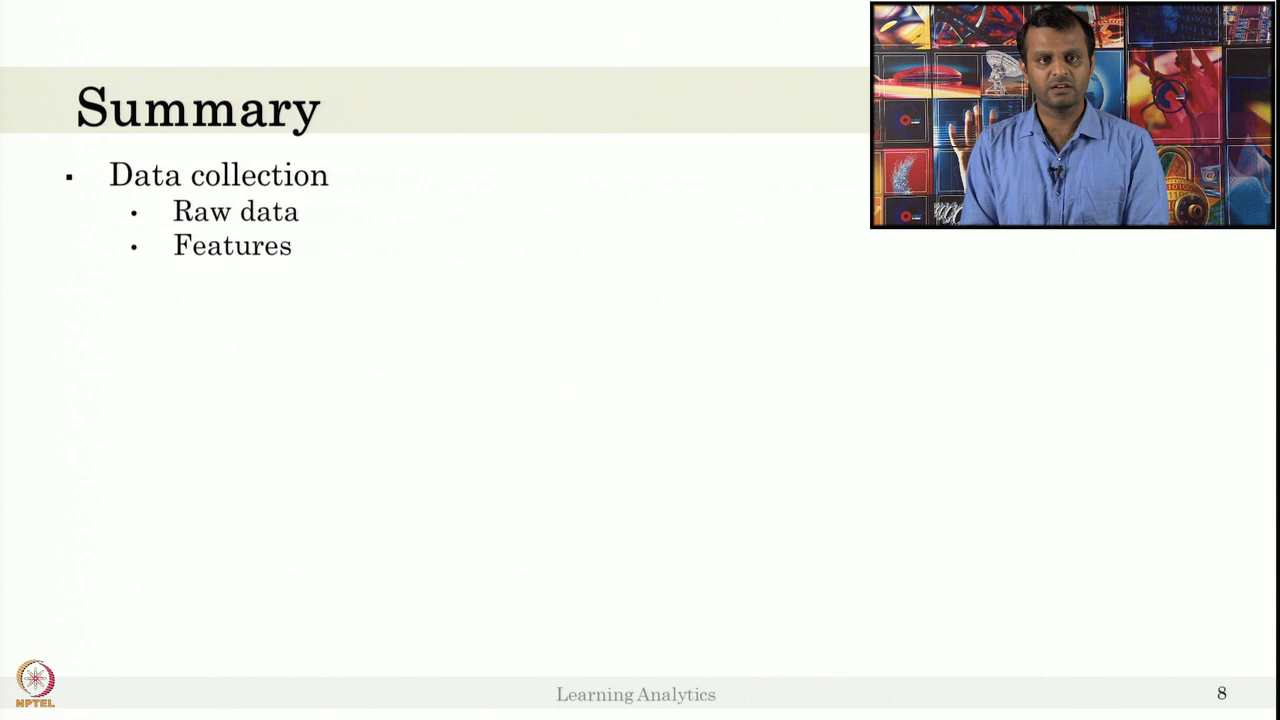 Summary
▪ Data collection
• Raw data
• Features
NPTEL
Learning Analytics
8